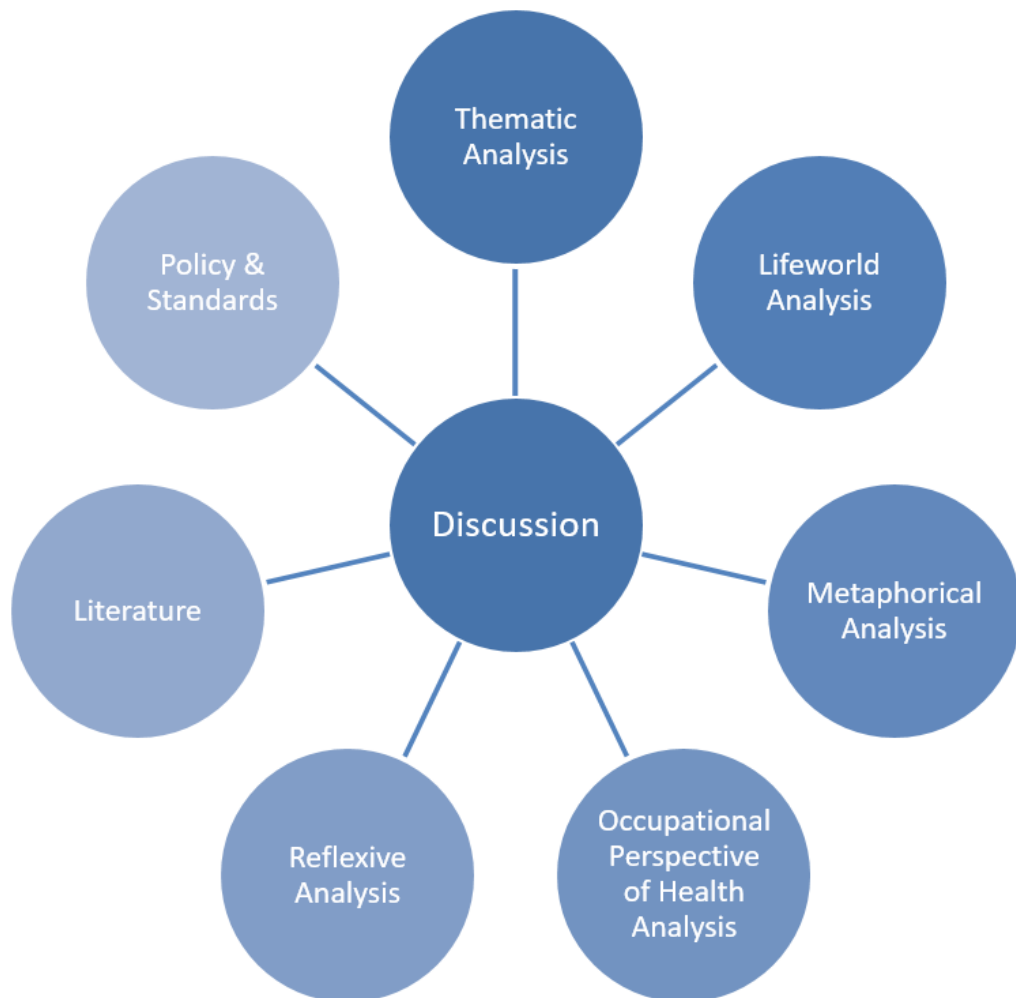 Thematic
Analysis
Policy &
Standards
Lifeworld
Analysis
Discussion
Literature
Metaphorical
Analysis
Reflexive
Analysis
Occupational
Perspective
of Health
Analysis